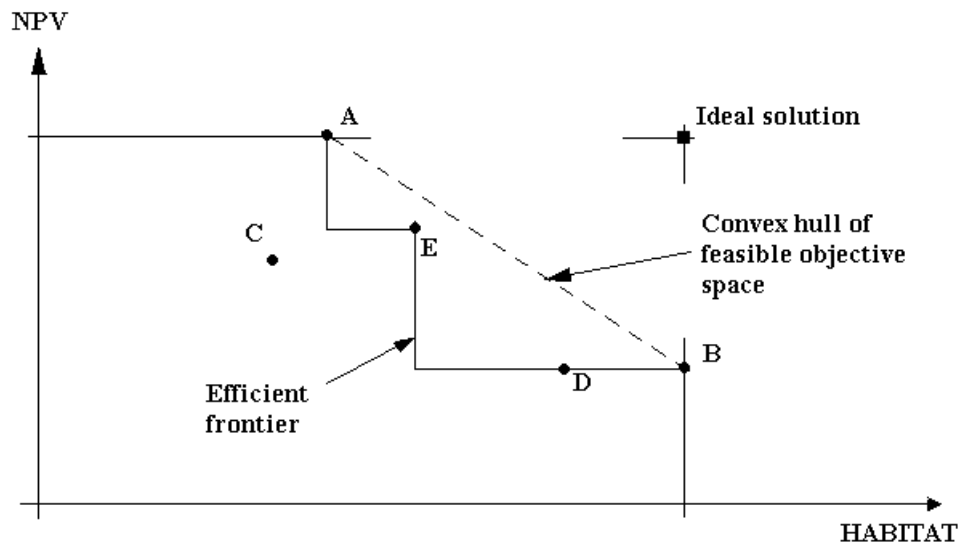 NPV
A
Ideal solution
C
E
Convex hull of
feasible objective
space
B
D
Efficient
frontier
HABITAT